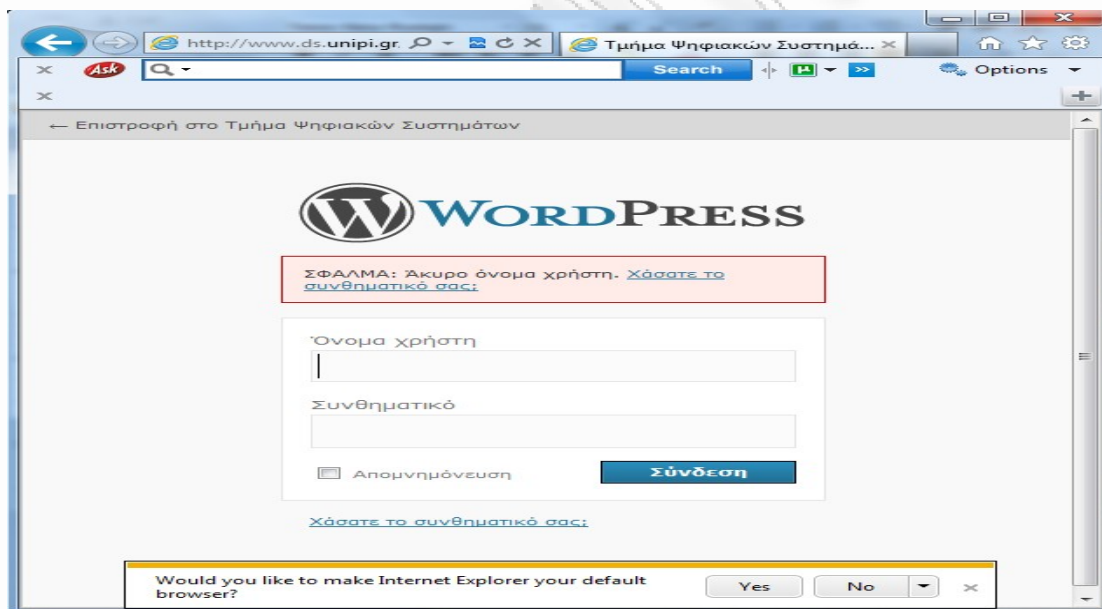 http://www.ds.unipi.gr. Τμήμα Ψηφιακών Συστημά...
Ask Search Options
← Επιστροφή στο Τμήμα Ψηφιακών Συστημάτων
WORDPRESS
ΣΦΑΛΜΑ: Άκυρο όνομα χρήστη. Χάσατε το
συνθηματικό σας;
Όνομα χρήστη
Συνθηματικό
Απομνημόνευση Σύνδεση
Χάσατε το συνθηματικό σας;
Would you like to make Internet Explorer your default
browser? Yes No